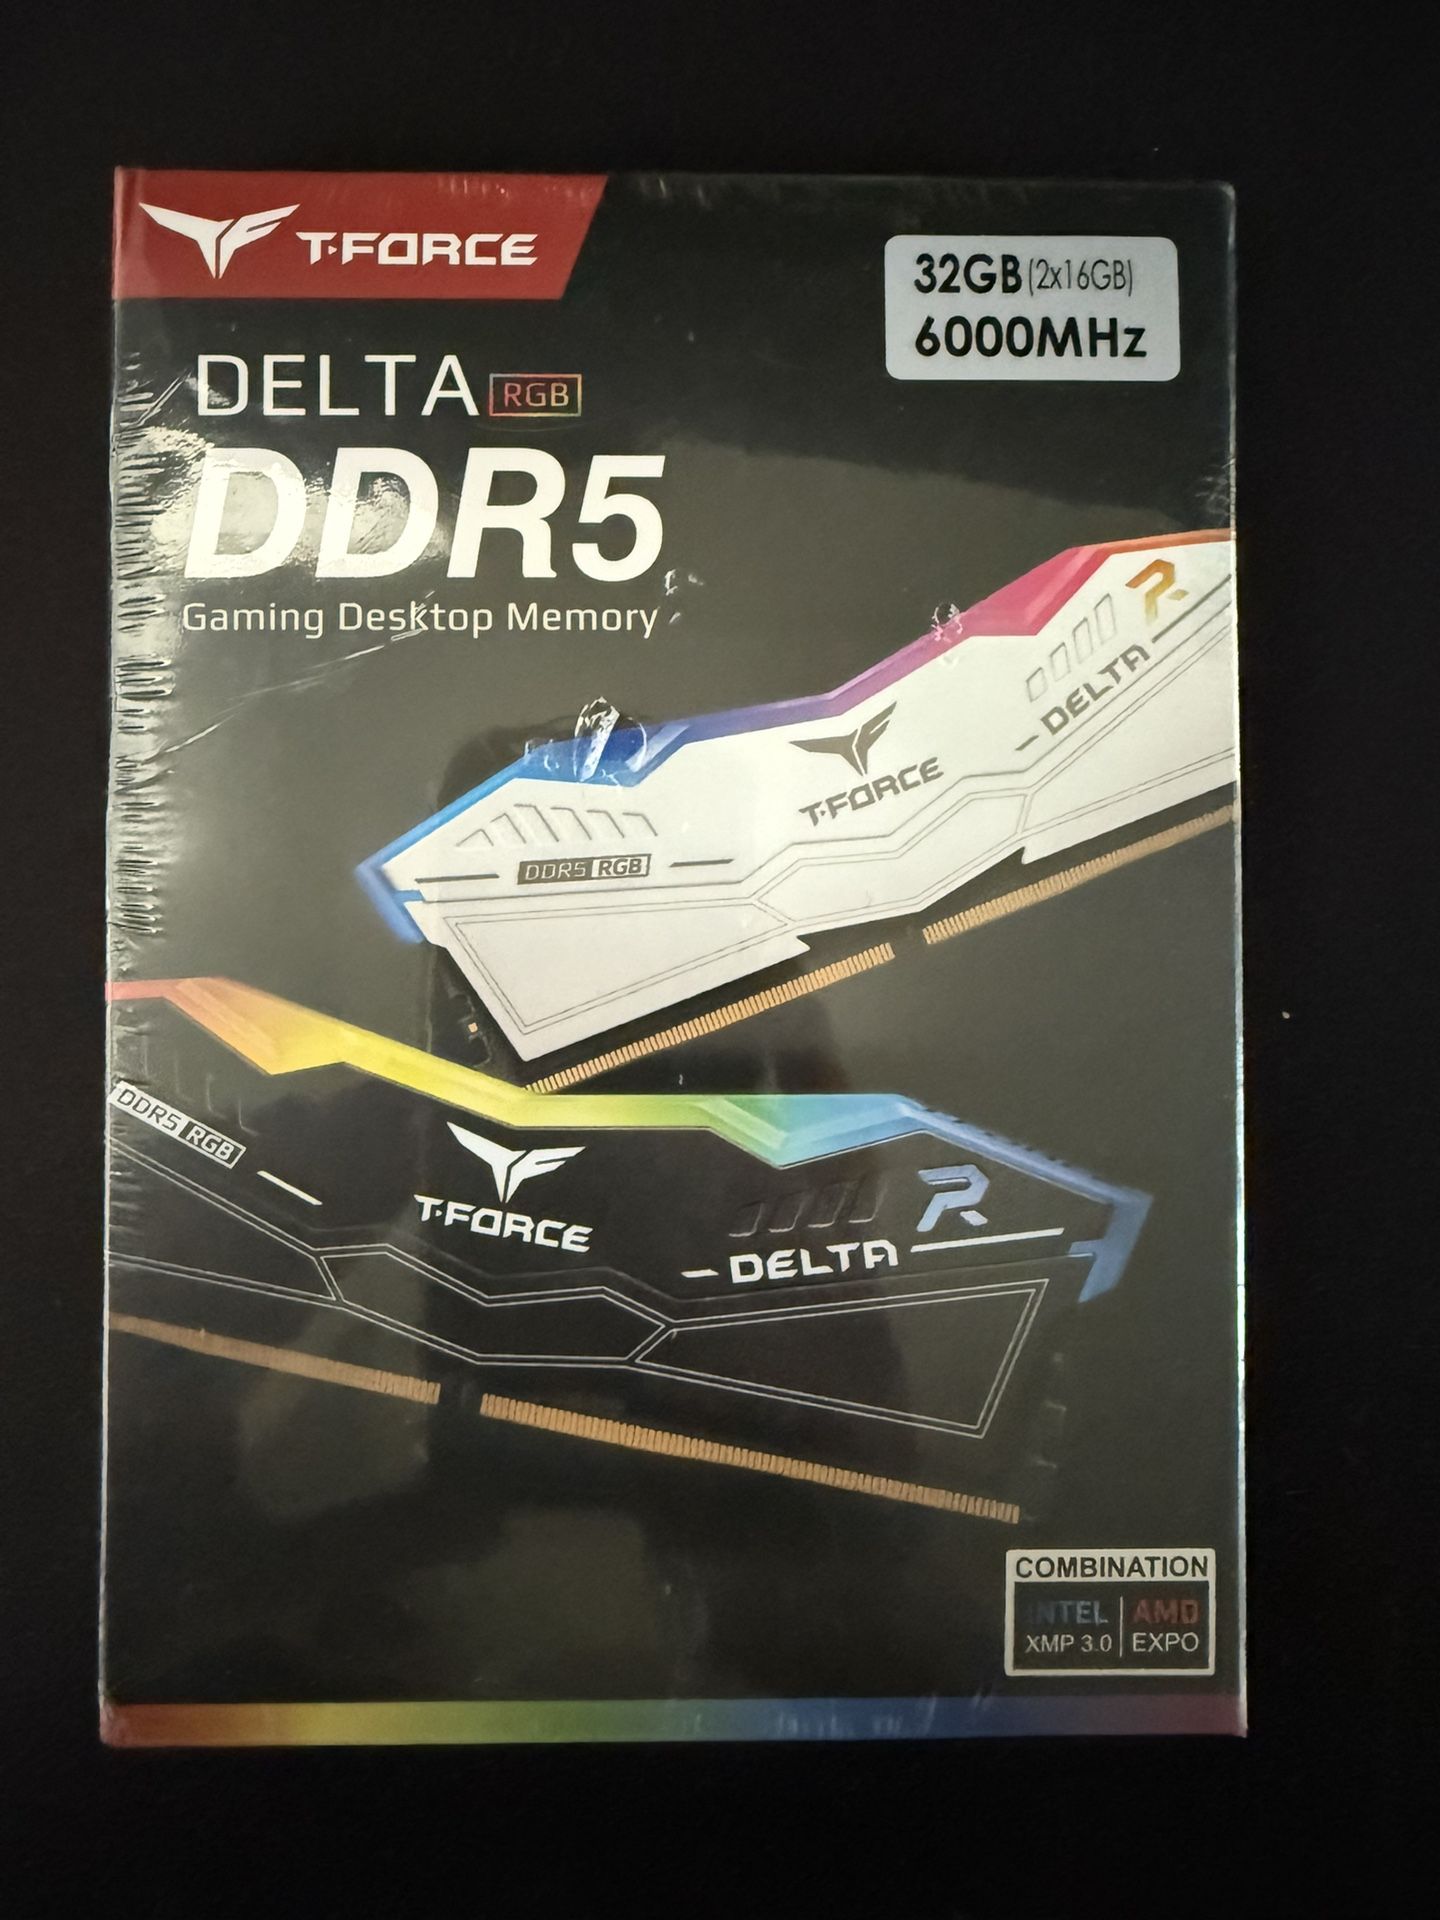 T-FORCE
32GB(2x16GB)
6000MHz
DELTA RGB
DDR5
Gaming Desktop Memory
R
DELTA
T-FORCE
DDR5 RGB
DDR5 RGB
T-FORCE
R
DELTA
COMBINATION
INTEL
XMP 3.0
AMD
EXPO